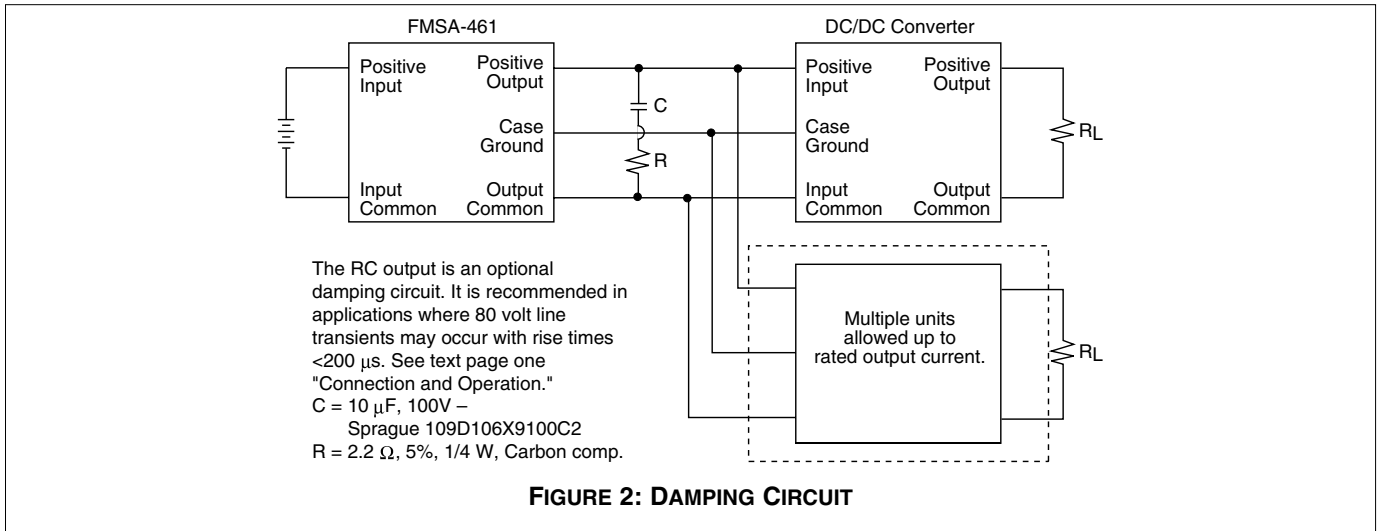 FMSA-461
DC/DC Converter
Positive
Input
Positive
Output
Case
Ground
Input
Common
Output
Common
C
R
Positive
Input
Positive
Output
Case
Ground
Input
Common
Output
Common
RL
The RC output is an optional
damping circuit. It is recommended in
applications where 80 volt line
transients may occur with rise times
<200 µs. See text page one
"Connection and Operation."
C = 10 µF, 100V –
Sprague 109D106X9100C2
R = 2.2 Ω, 5%, 1/4 W, Carbon comp.
Multiple units
allowed up to
rated output current.
RL
FIGURE 2: DAMPING CIRCUIT